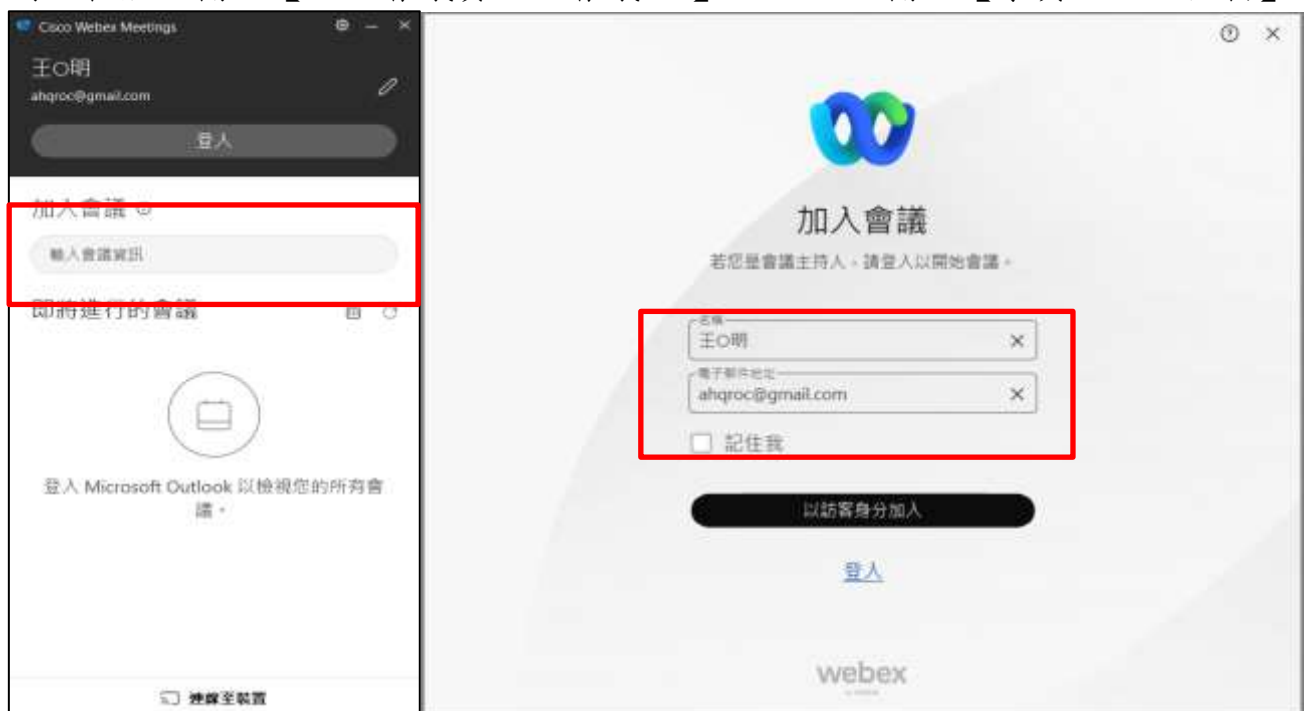 Cisco Webex Meetings
王○明
ahqroc@gmail.com
登入
加入會議
輸入會議資訊
即將進行的會議
登入 Microsoft Outlook 以檢視您的所有會
議。
連線至裝置
加入會議
若您是會議主持人，請登入以開始會議。
名稱
王○明
電子郵件地址
ahqroc@gmail.com
記住我
以訪客身分加入
登入
webex